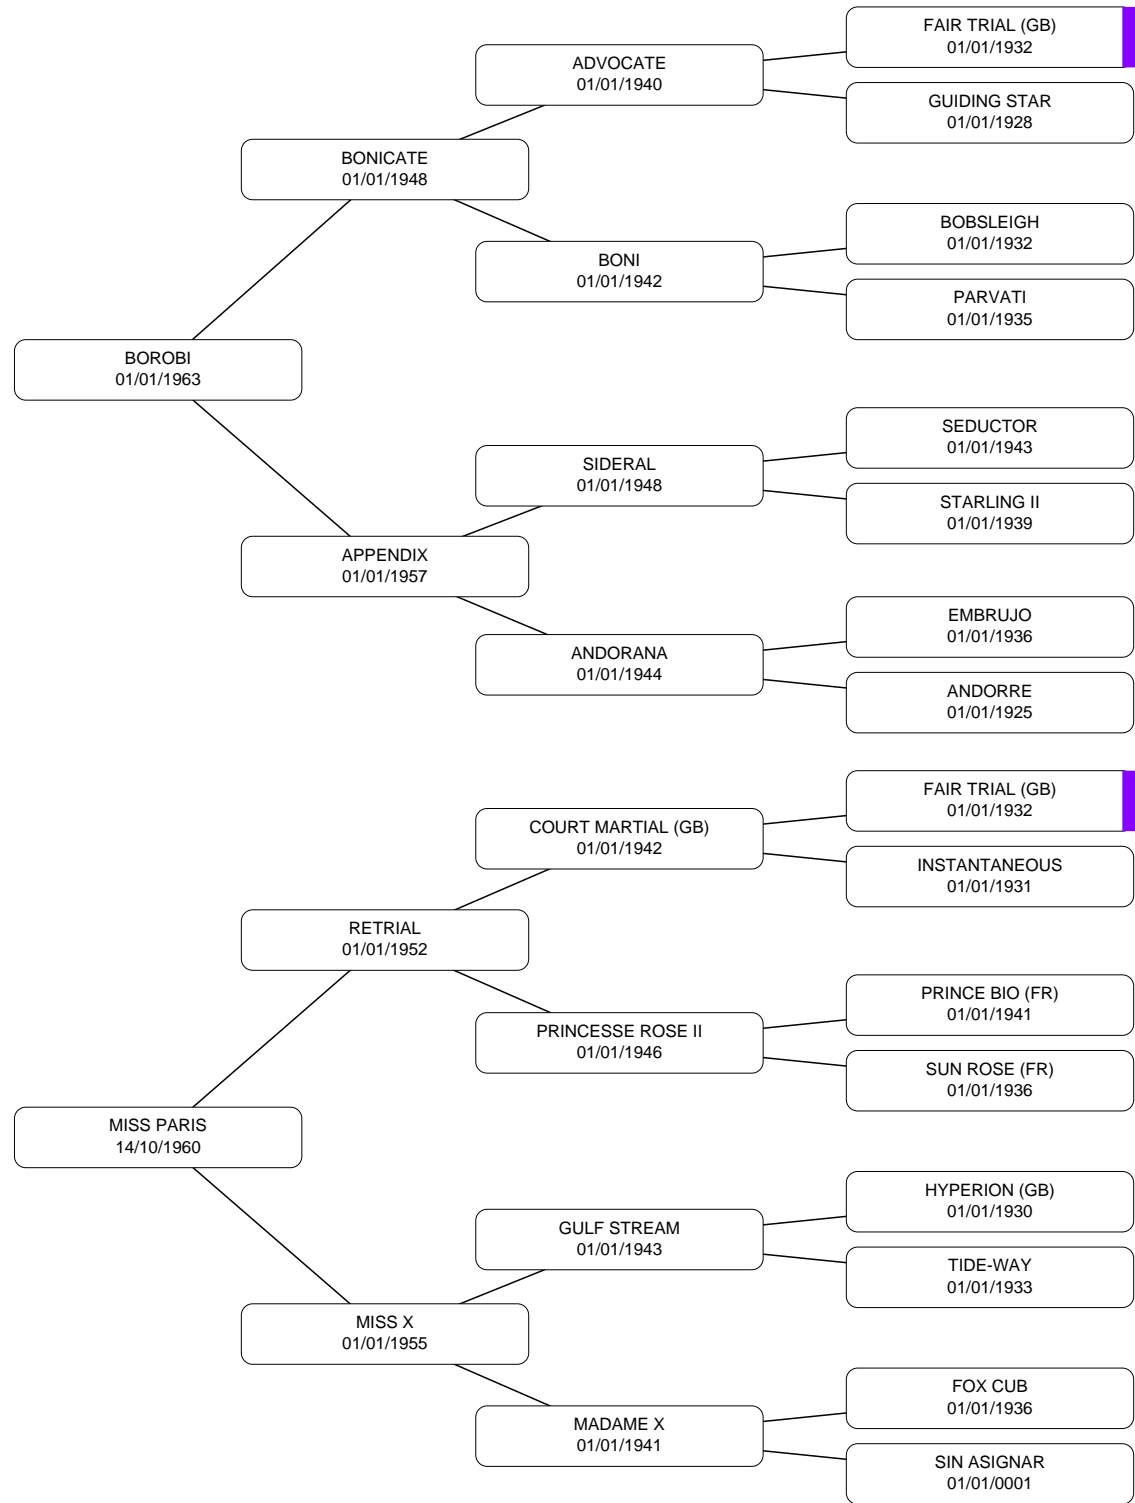 FAIR TRIAL (GB)
01/01/1932
ADVOCATE
01/01/1940
GUIDING STAR
01/01/1928
BONICATE
01/01/1948
BOBSLEIGH
01/01/1932
BONI
01/01/1942
PARVATI
01/01/1935
BOROBI
01/01/1963
SEDUCTOR
01/01/1943
SIDERAL
01/01/1948
STARLING II
01/01/1939
APPENDIX
01/01/1957
EMBRUJO
01/01/1936
ANDORANA
01/01/1944
ANDORRE
01/01/1925
FAIR TRIAL (GB)
01/01/1932
COURT MARTIAL (GB)
01/01/1942
INSTANTANEOUS
01/01/1931
RETRIAL
01/01/1952
PRINCE BIO (FR)
01/01/1941
PRINCESSE ROSE II
01/01/1946
SUN ROSE (FR)
01/01/1936
MISS PARIS
14/10/1960
HYPERION (GB)
01/01/1930
GULF STREAM
01/01/1943
TIDE-WAY
01/01/1933
MISS X
01/01/1955
FOX CUB
01/01/1936
MADAME X
01/01/1941
SIN ASIGNAR
01/01/0001